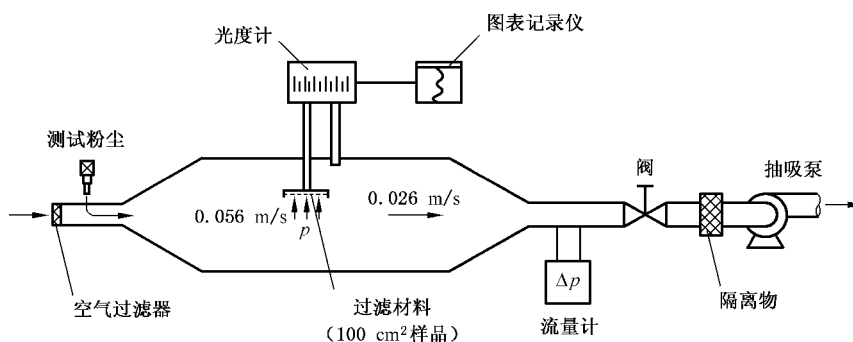 光度计
图表记录仪
测试粉尘
0.056 m/s
p
0.026 m/s
阀
抽吸泵
空气过滤器
过滤材料
(100 cm²样品)
Δp
流量计
隔离物